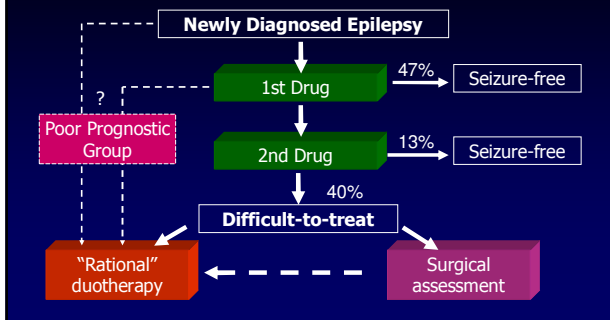 Newly Diagnosed Epilepsy
47%
1st Drug
Seizure-free
?
Poor Prognostic
Group
13%
2nd Drug
Seizure-free
40%
Difficult-to-treat
“Rational”
duotherapy
Surgical
assessment